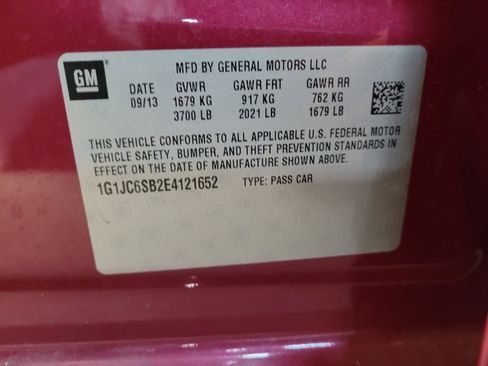 GM
MFD BY GENERAL MOTORS LLC
DATE GVWR GAWR FRT GAWR RR
09/13 1679 KG 917 KG 762 KG
3700 LB 2021 LB 1679 LB
THIS VEHICLE CONFORMS TO ALL APPLICABLE U.S. FEDERAL MOTOR
VEHICLE SAFETY, BUMPER, AND THEFT PREVENTION STANDARDS IN
EFFECT ON THE DATE OF MANUFACTURE SHOWN ABOVE.
1G1JC6SB2E4121652 TYPE: PASS CAR